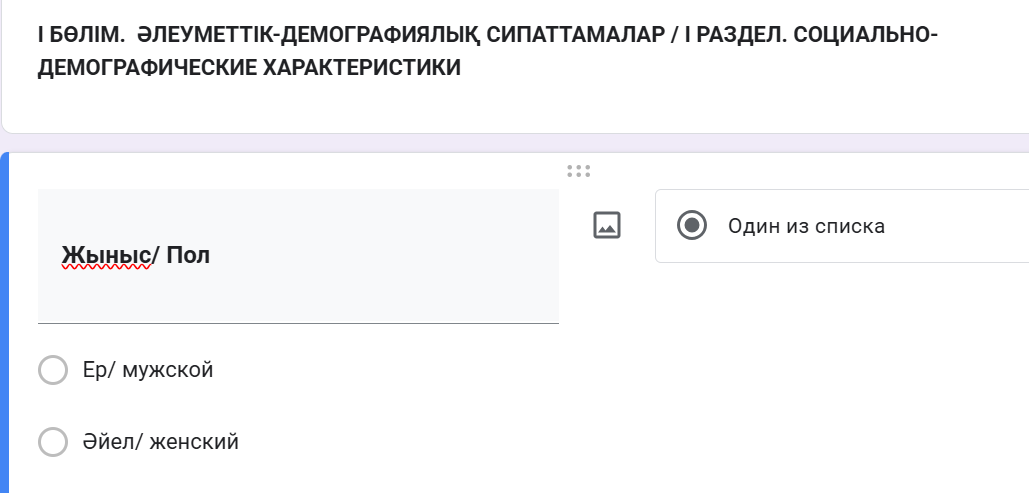 І БӨЛІМ.  ӘЛЕУМЕТТІК-ДЕМОГРАФИЯЛЫҚ СИПАТТАМАЛАР / І РАЗДЕЛ. СОЦИАЛЬНО-
ДЕМОГРАФИЧЕСКИЕ ХАРАКТЕРИСТИКИ
Жыныс/ Пол
Один из списка
Ер/ мужской
Әйел/ женский